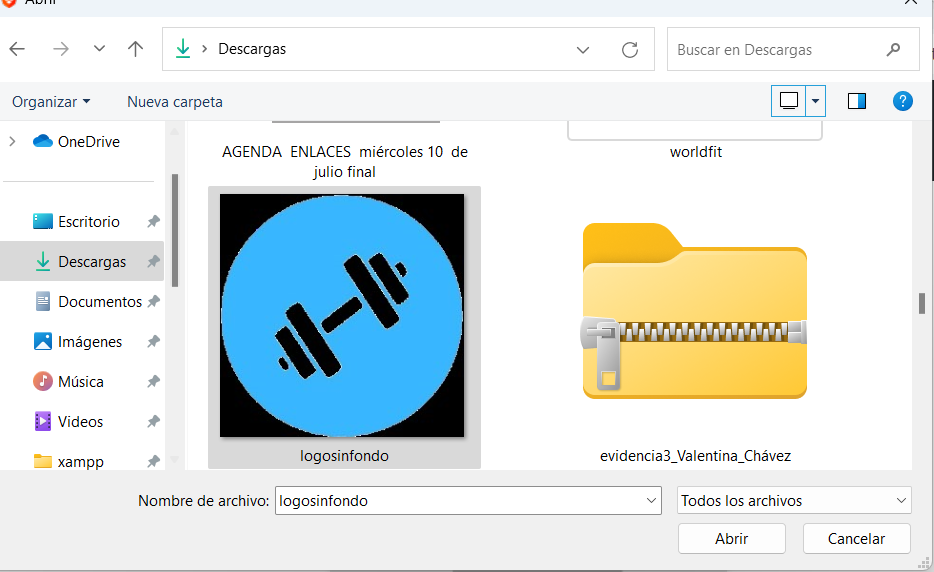 Abrir
Descargas
Buscar en Descargas
Organizar
Nueva carpeta
?
OneDrive
Escritorio
Descargas
Documentos
Imágenes
Música
Videos
xampp
AGENDA ENLACES miércoles 10 de
julio final
worldfit
logosinfondo
evidencia3_Valentina_Chávez
Nombre de archivo:
logosinfondo
Todos los archivos
Abrir
Cancelar